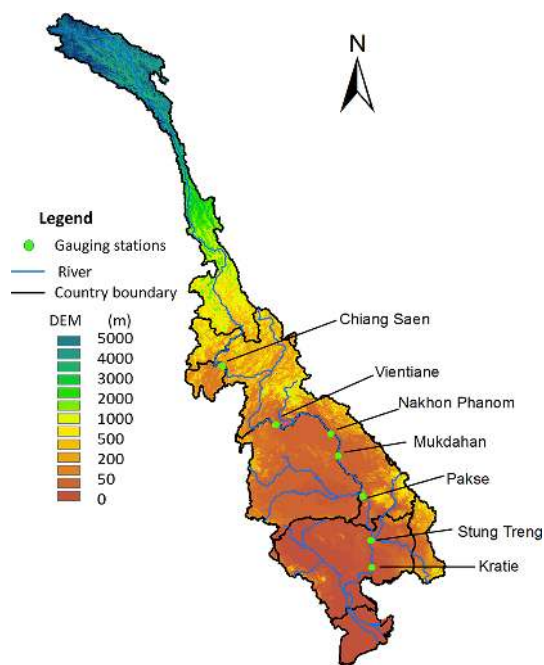 N
Legend
Gauging stations
River
Country boundary
DEM (m)
5000
4000
3000
2000
1000
500
200
50
0
Chiang Saen
Vientiane
Nakhon Phanom
Mukdahan
Pakse
Stung Treng
Kratie